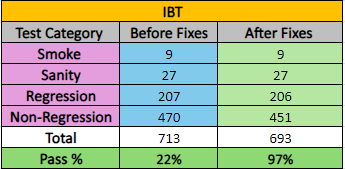 IBT
Test Category Before Fixes After Fixes
Smoke 9 9
Sanity 27 27
Regression 207 206
Non-Regression 470 451
Total 713 693
Pass % 22% 97%